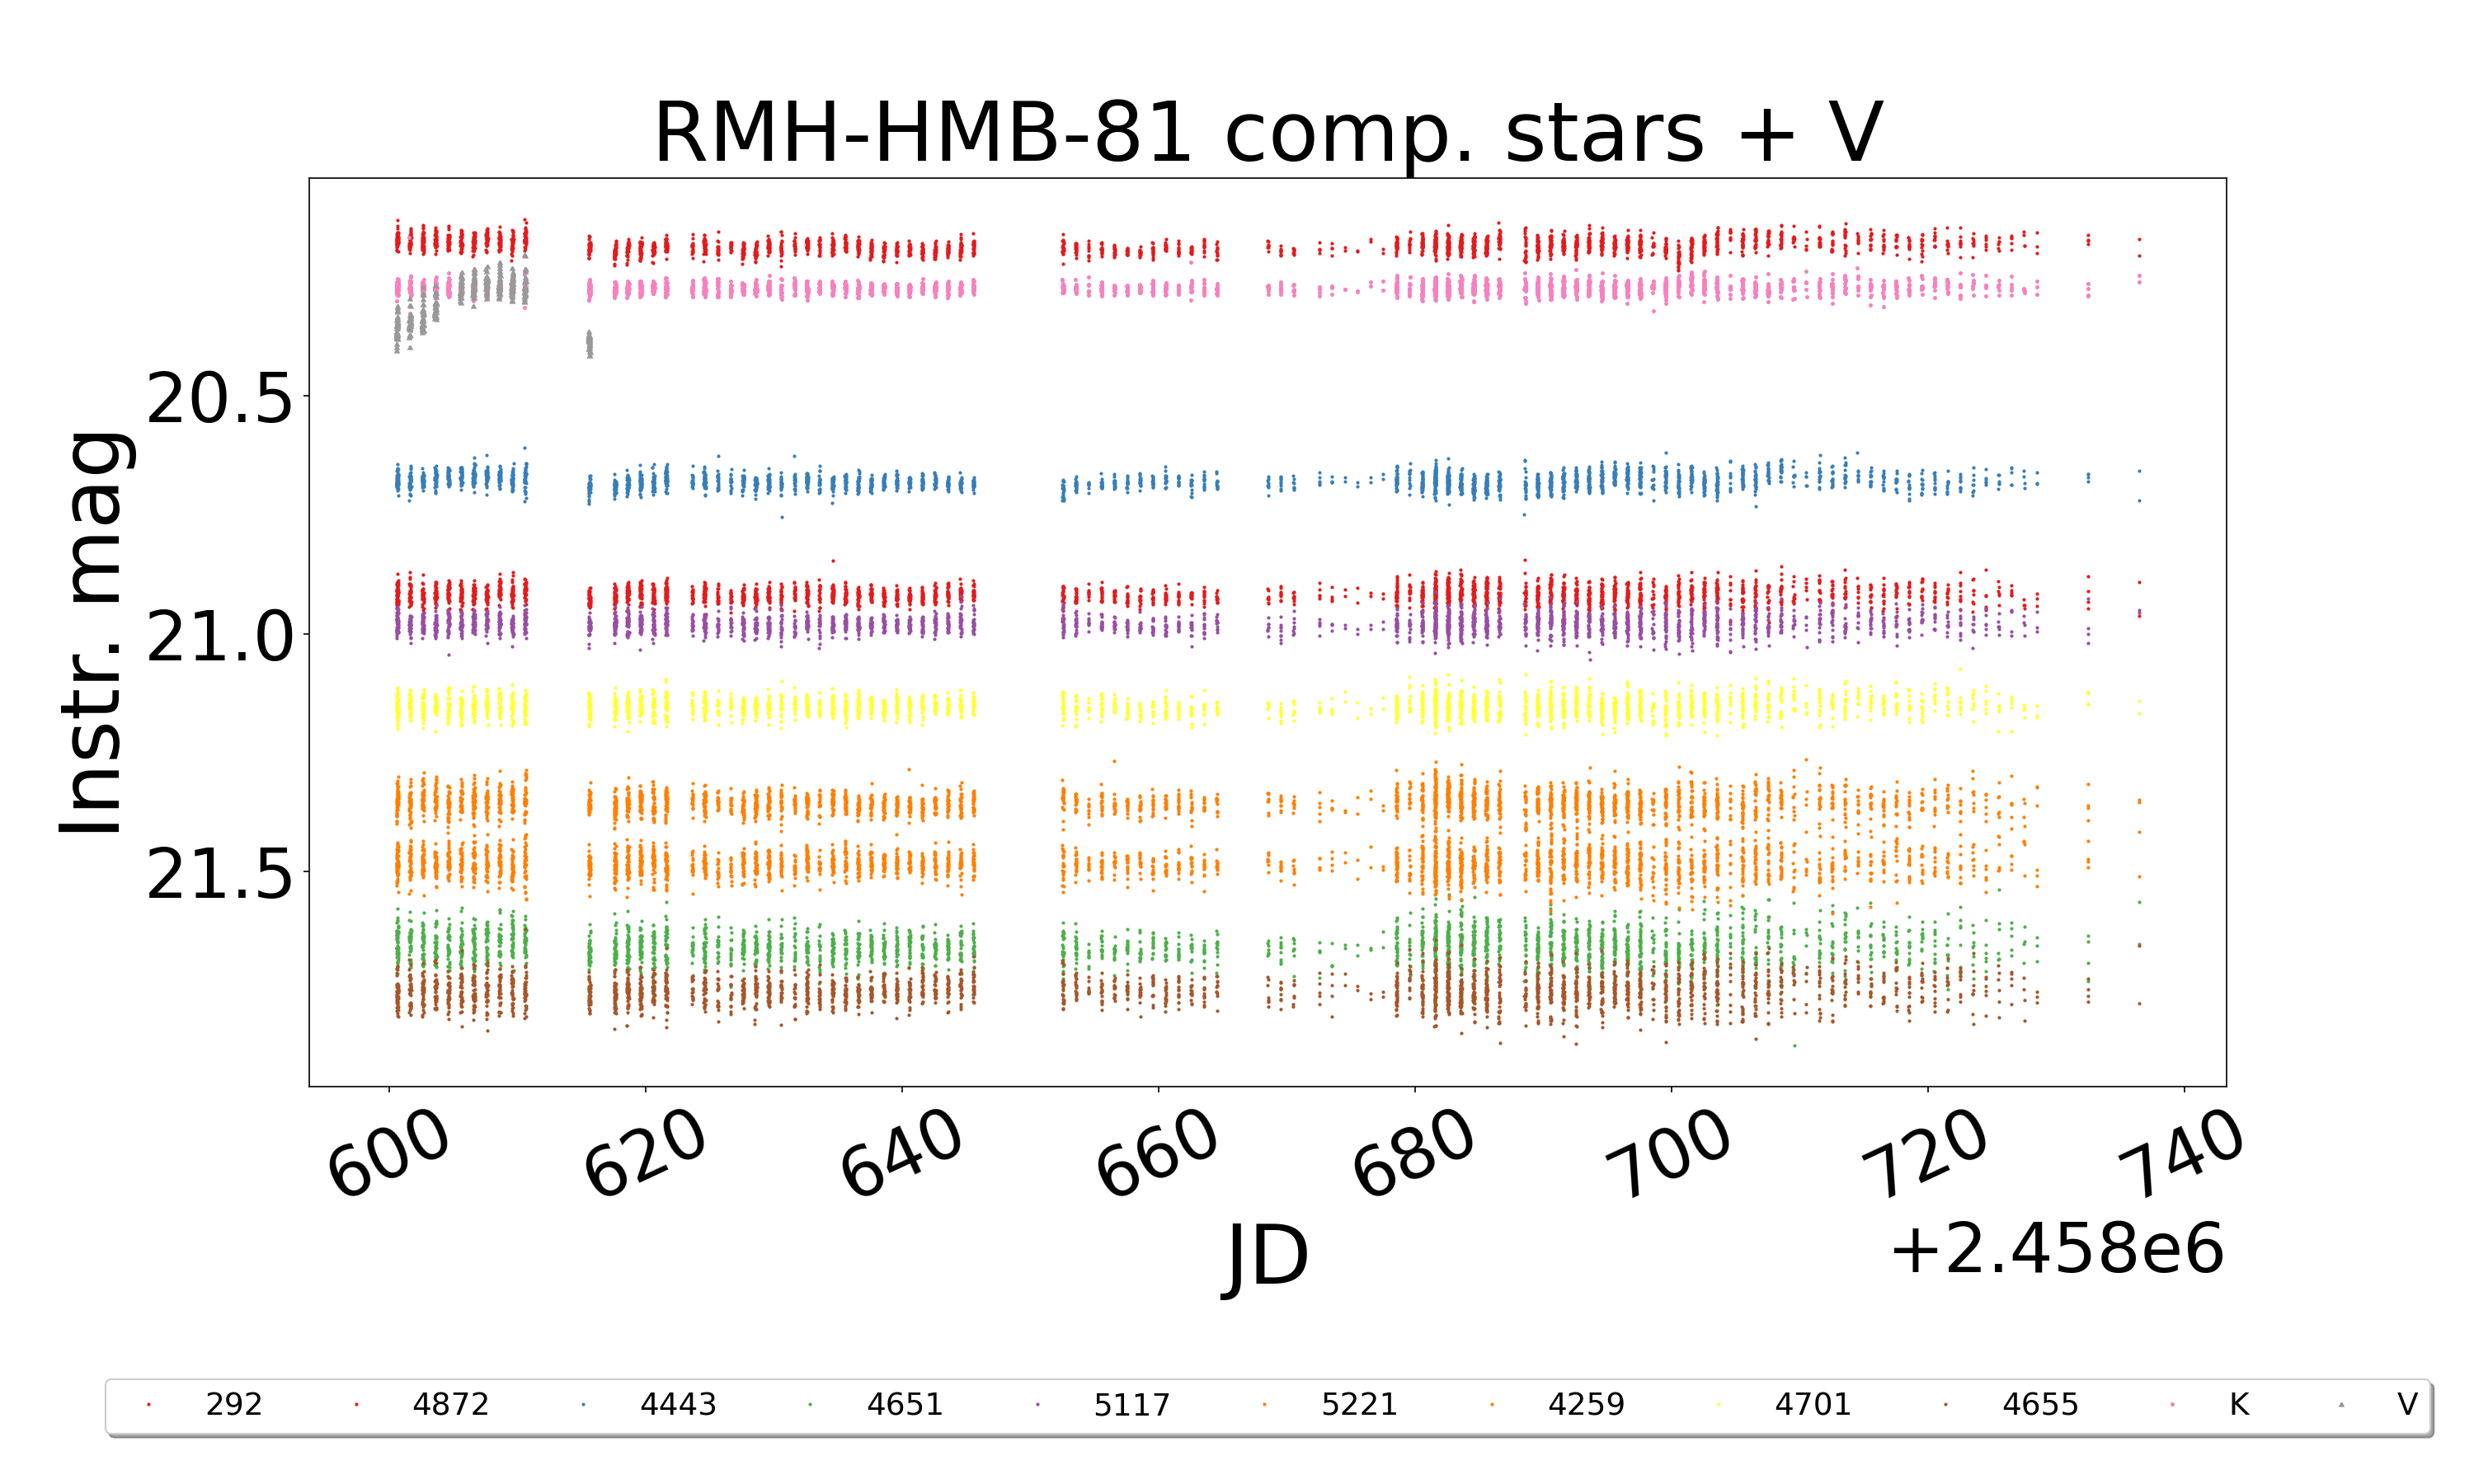 RMH-HMB-81 comp. stars + V
Instr. mag
20.5
21.0
21.5
600 620 640 660 680 700 720 740
JD
+2.458e6
292 4872 4443 4651 5117 5221 4259 4701 4655 K V